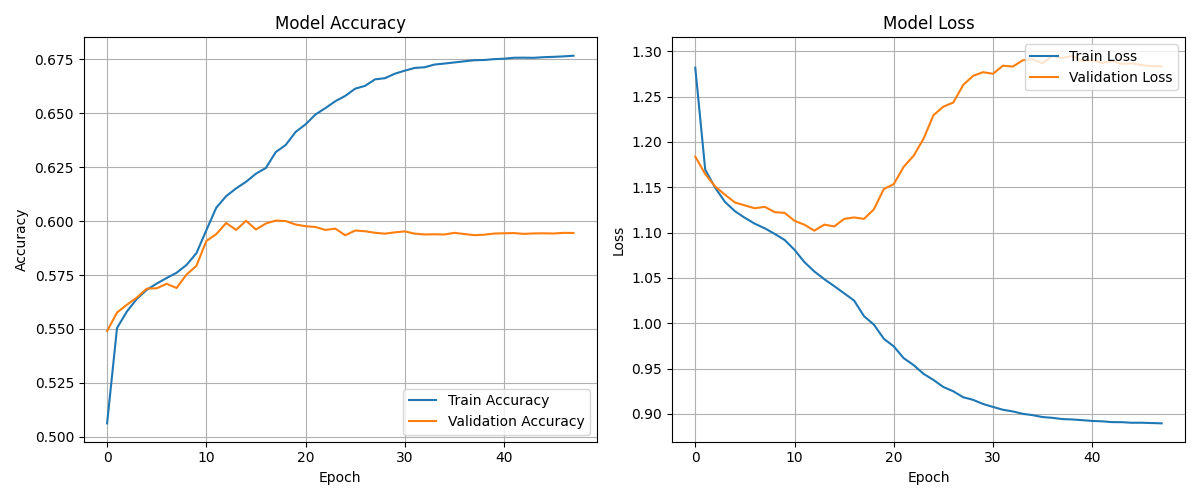 Model Accuracy
Accuracy
0.675
0.650
0.625
0.600
0.575
0.550
0.525
0.500
0 10 20 30 40
Epoch
Train Accuracy
Validation Accuracy
Model Loss
Loss
1.30
1.25
1.20
1.15
1.10
1.05
1.00
0.95
0.90
0 10 20 30 40
Epoch
Train Loss
Validation Loss